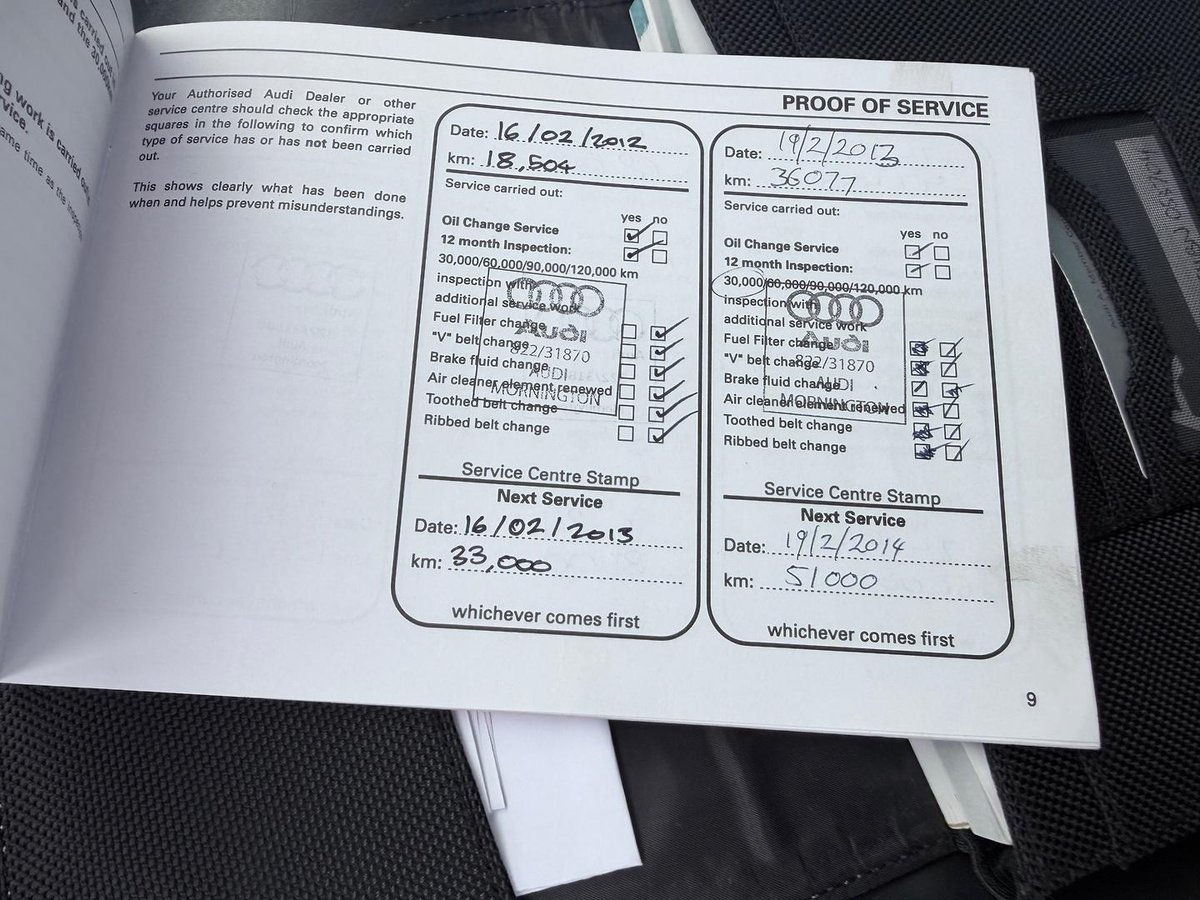 Your Authorised Audi Dealer or other
service centre should check the appropriate
squares in the following to confirm which
type of service has or has not been carried
out.
This shows clearly what has been done
when and helps prevent misunderstandings.
PROOF OF SERVICE
Date: 16/02/2012
km: 18,504
Service carried out:
yes no
Oil Change Service
12 month Inspection:
30,000/60,000/90,000/120,000 km
inspection with
additional service work
Fuel Filter change
"V" belt change
Brake fluid change
Air cleaner element renewed
Toothed belt change
Ribbed belt change
Audi
822/31870
AUDI
MORNINGTON
Service Centre Stamp
Next Service
Date: 16/02/2013
km: 33,000
whichever comes first
Date: 19/2/2013
km: 36077
Service carried out:
yes no
Oil Change Service
12 month Inspection:
30,000/60,000/90,000/120,000 km
inspection with
additional service work
Fuel Filter change
"V" belt change
Brake fluid change
Air cleaner element renewed
Toothed belt change
Ribbed belt change
Audi
822/31870
AUDI
MORNINGTON
Service Centre Stamp
Next Service
Date: 19/2/2014
km: 51000
whichever comes first
9